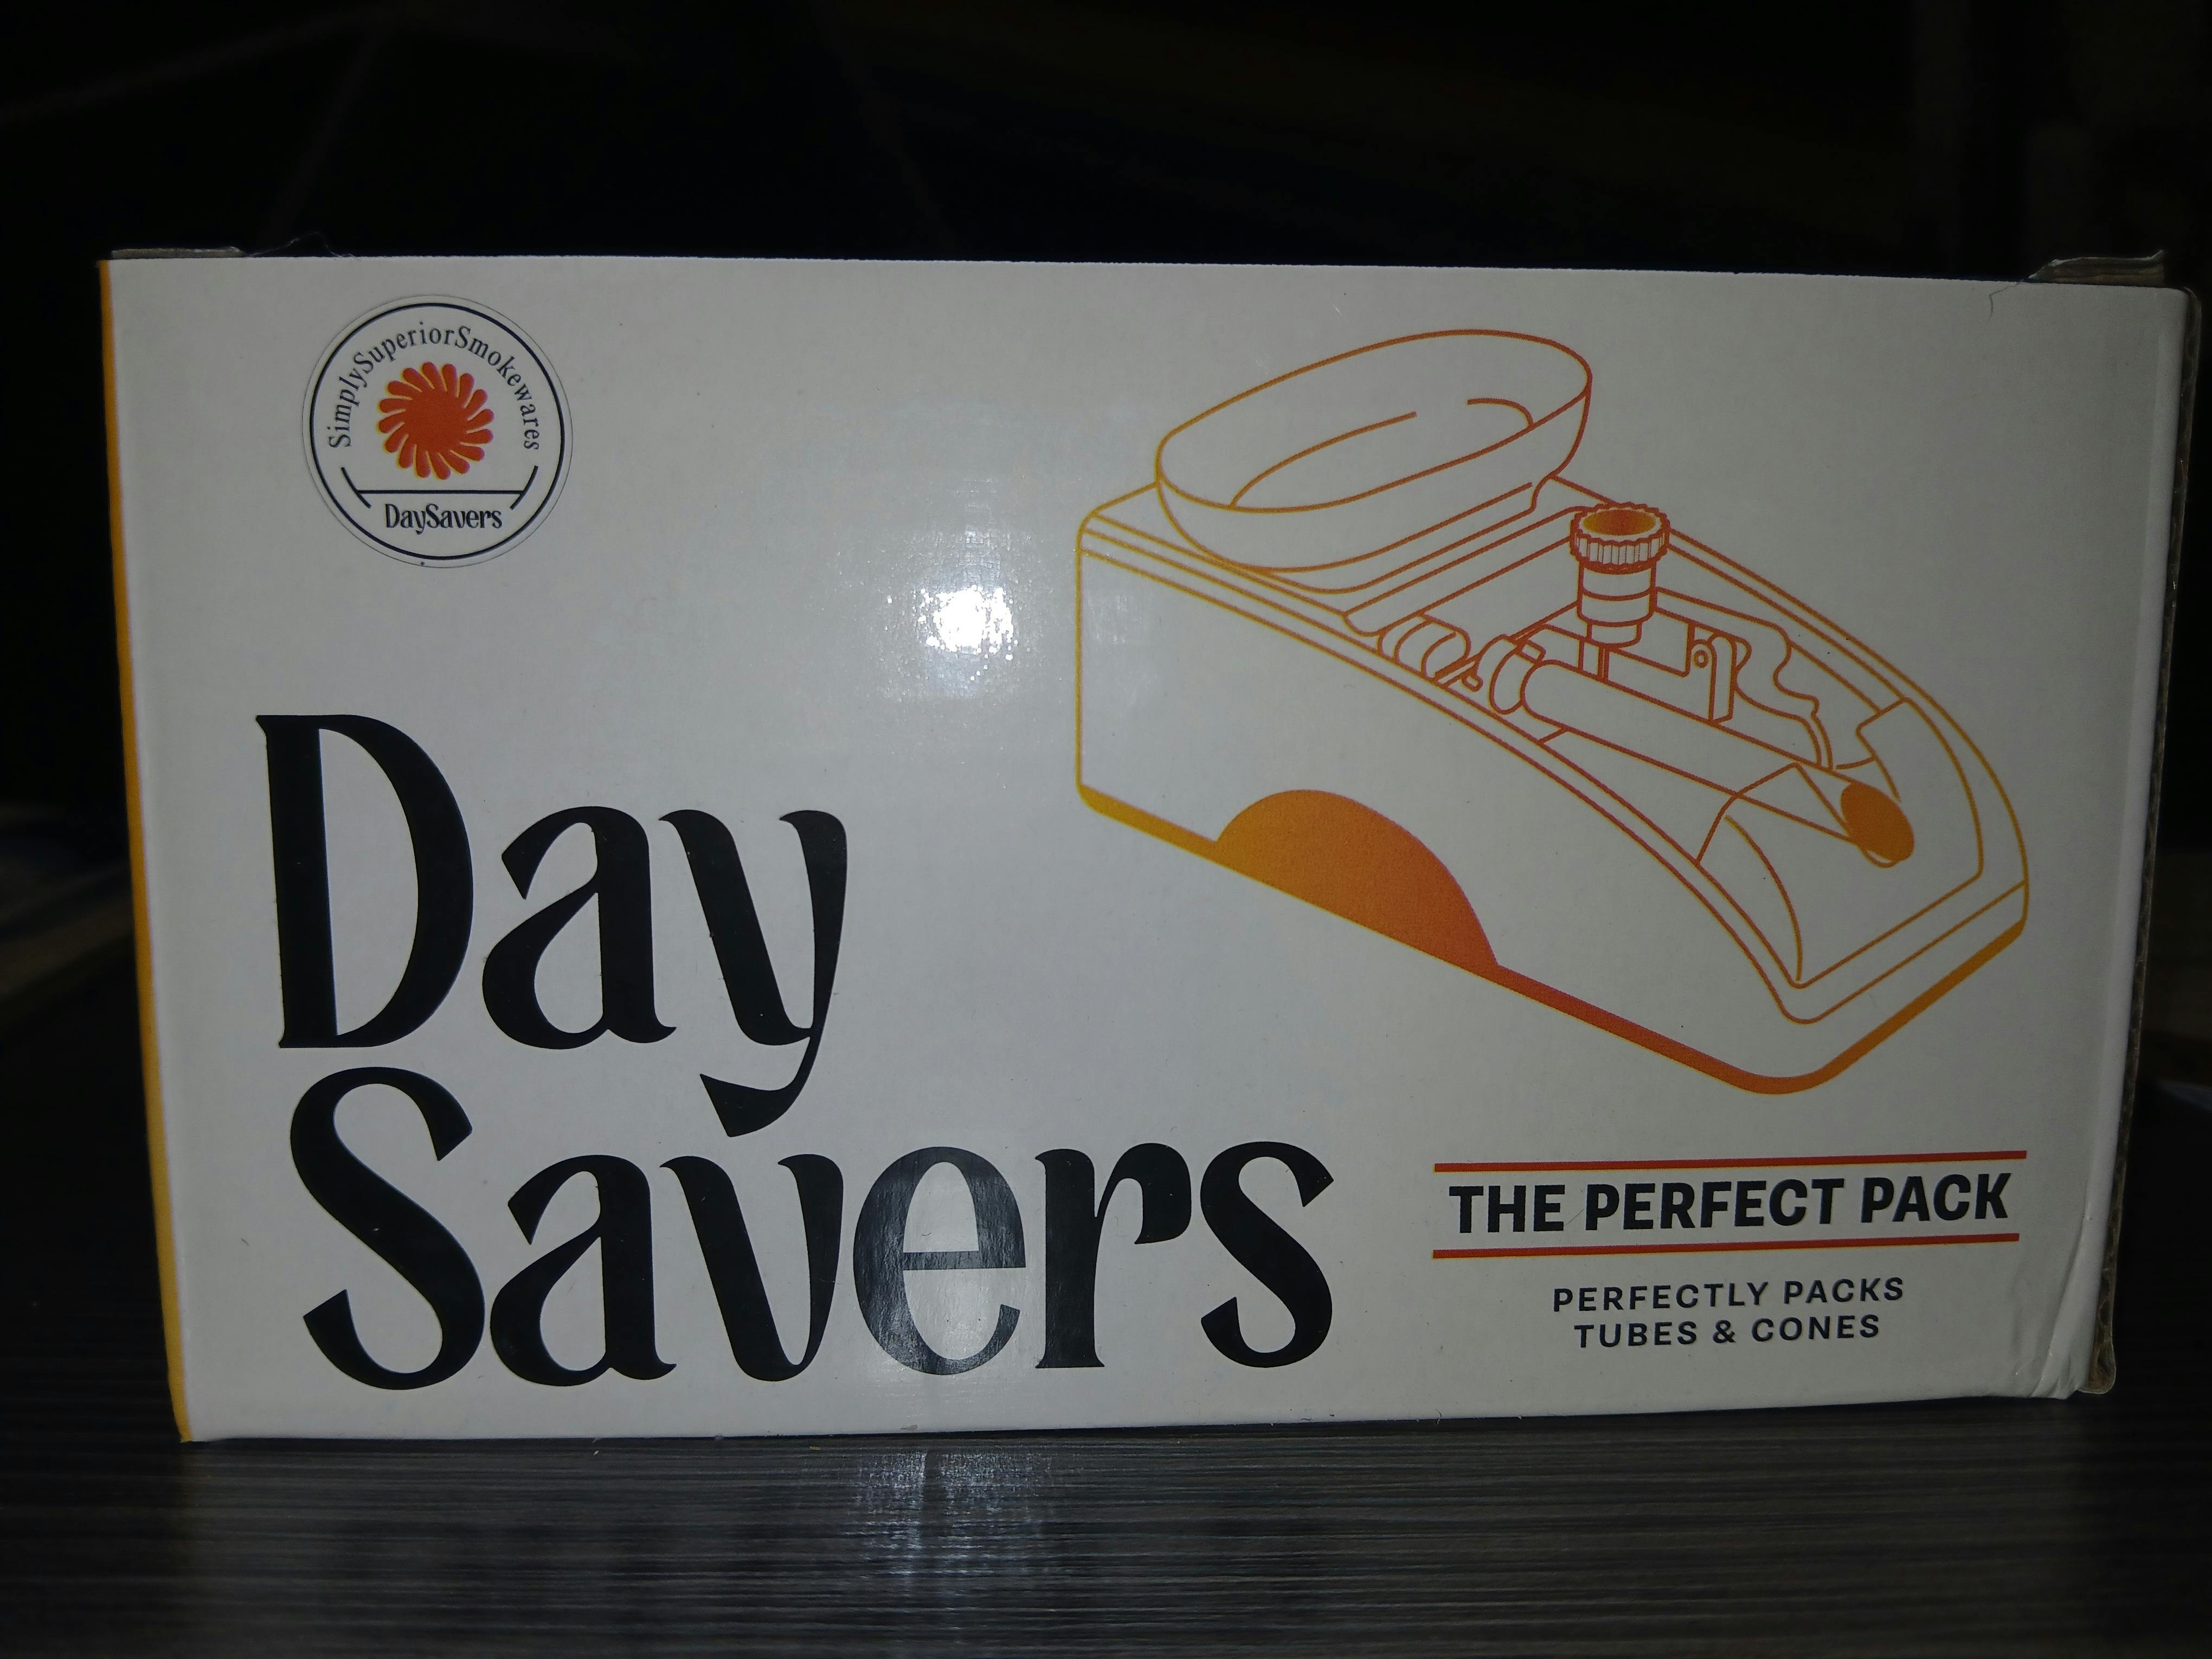 SimplySuperiorSmokewares
DaySavers
Day
Savers
THE PERFECT PACK
PERFECTLY PACKS
TUBES & CONES